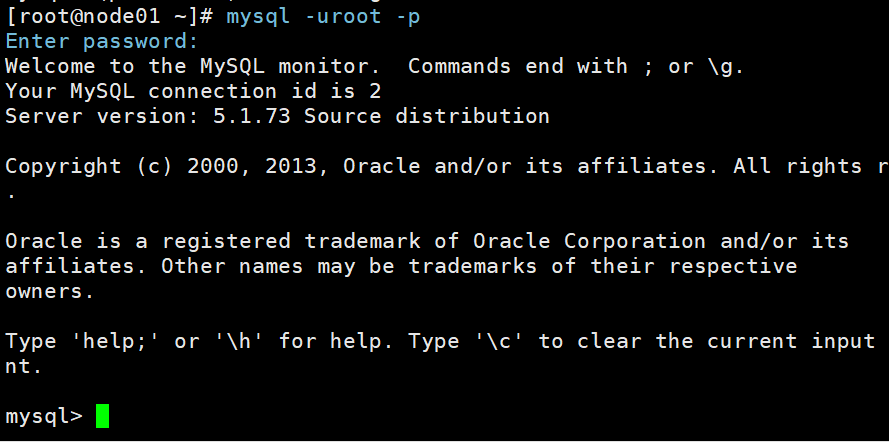 [root@node01 ~]# mysql -uroot -p
Enter password:
Welcome to the MySQL monitor.  Commands end with ; or \g.
Your MySQL connection id is 2
Server version: 5.1.73 Source distribution
Copyright (c) 2000, 2013, Oracle and/or its affiliates. All rights r
.
Oracle is a registered trademark of Oracle Corporation and/or its
affiliates. Other names may be trademarks of their respective
owners.
Type 'help;' or '\h' for help. Type '\c' to clear the current input
nt.
mysql>